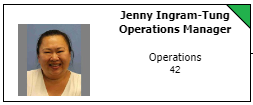 Jenny Ingram-Tung
Operations Manager
Operations
42